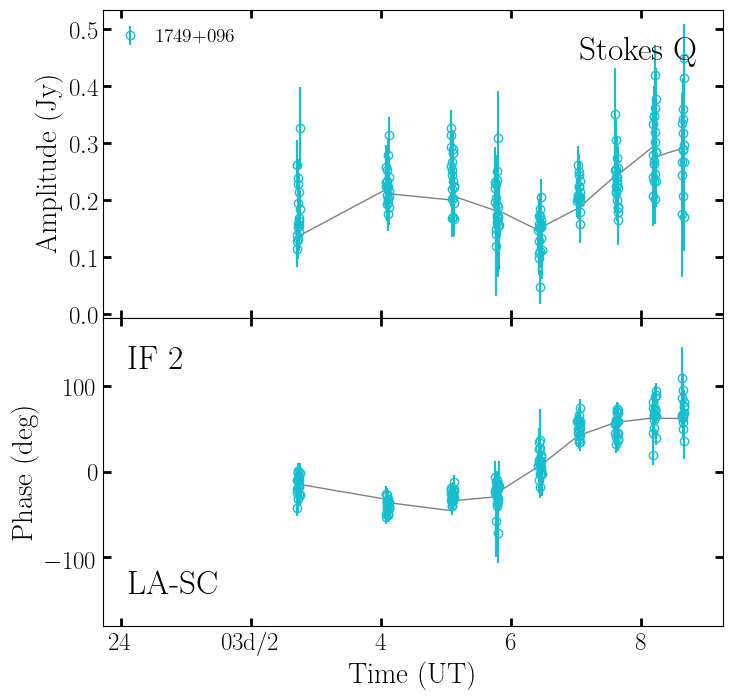 1749+096
Stokes Q
0.5
0.4
0.3
0.2
0.1
0.0
Amplitude (Jy)
IF 2
100
0
−100
Phase (deg)
LA-SC
24 03d/2 4 6 8
Time (UT)